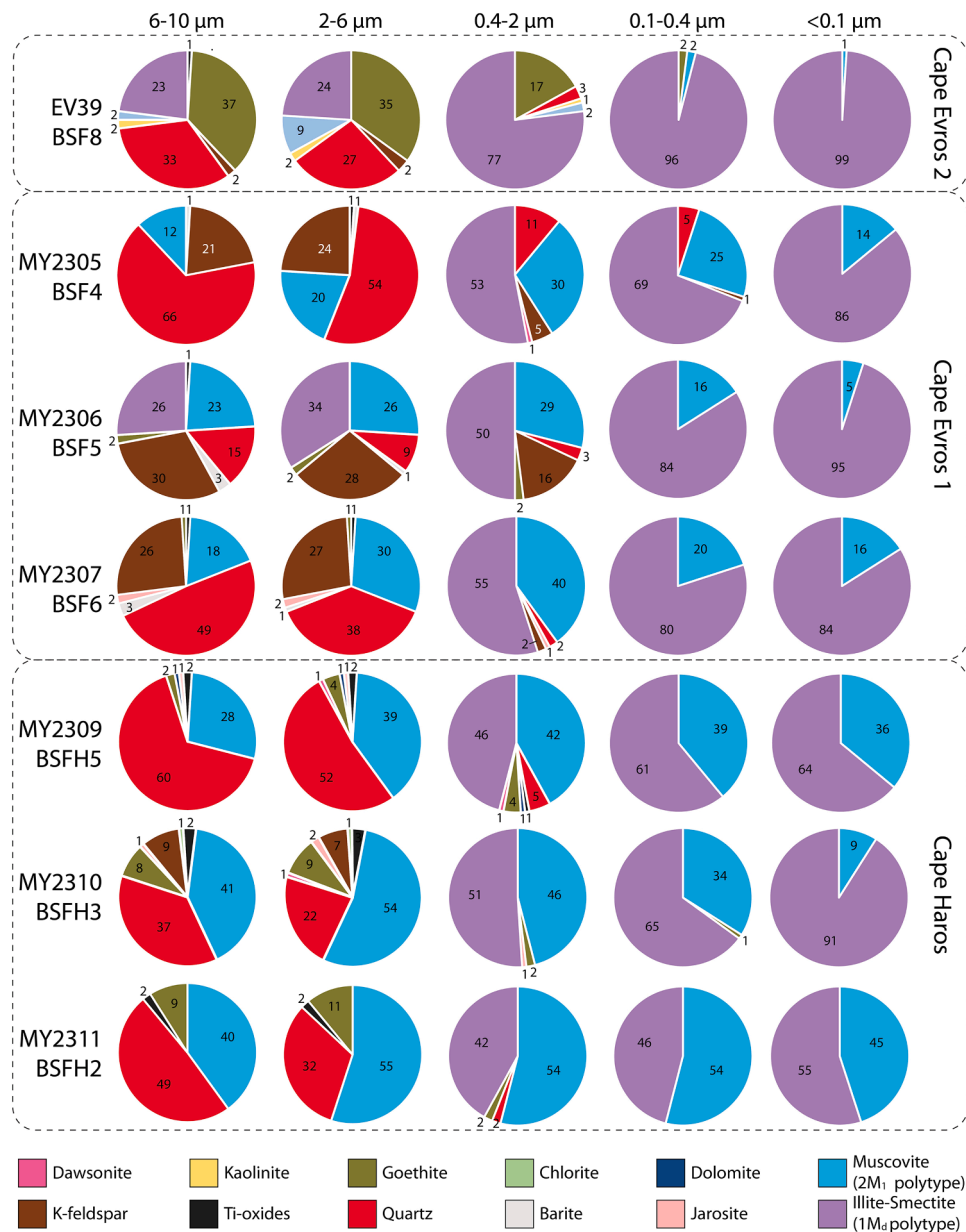 6-10 μm 2-6 μm 0.4-2 μm 0.1-0.4 μm <0.1 μm
EV39
BSF8
1 37 2 33 2 2 23
35 2 27 2 9 24
17 3 1 2 77
2 2 96
1 99
Cape Evros 2
MY2305
BSF4
1 21 66 12
1 1 54 20 24
11 30 5 1 53
5 25 1 69
14 86
MY2306
BSF5
1 23 15 3 30 2 26
26 9 1 28 2 34
29 3 16 2 50
16 84
5 95
Cape Evros 1
MY2307
BSF6
1 1 18 49 3 2 26
1 1 30 38 1 2 27
40 2 1 2 55
20 80
16 84
MY2309
BSFH5
2 1 1 1 2 28 60
1 4 1 1 2 39 52
42 5 1 1 4 1 46
39 61
36 64
MY2310
BSFH3
1 2 41 37 8 1 9
1 54 22 1 9 2 7
46 2 1 51
34 1 65
9 91
Cape Haros
MY2311
BSFH2
40 49 2 9
55 32 2 11
54 2 2 42
54 46
45 55
Dawsonite Kaolinite Goethite Chlorite Dolomite Muscovite
(2M₁ polytype)
K-feldspar Ti-oxides Quartz Barite Jarosite Illite-Smectite
(1Md polytype)